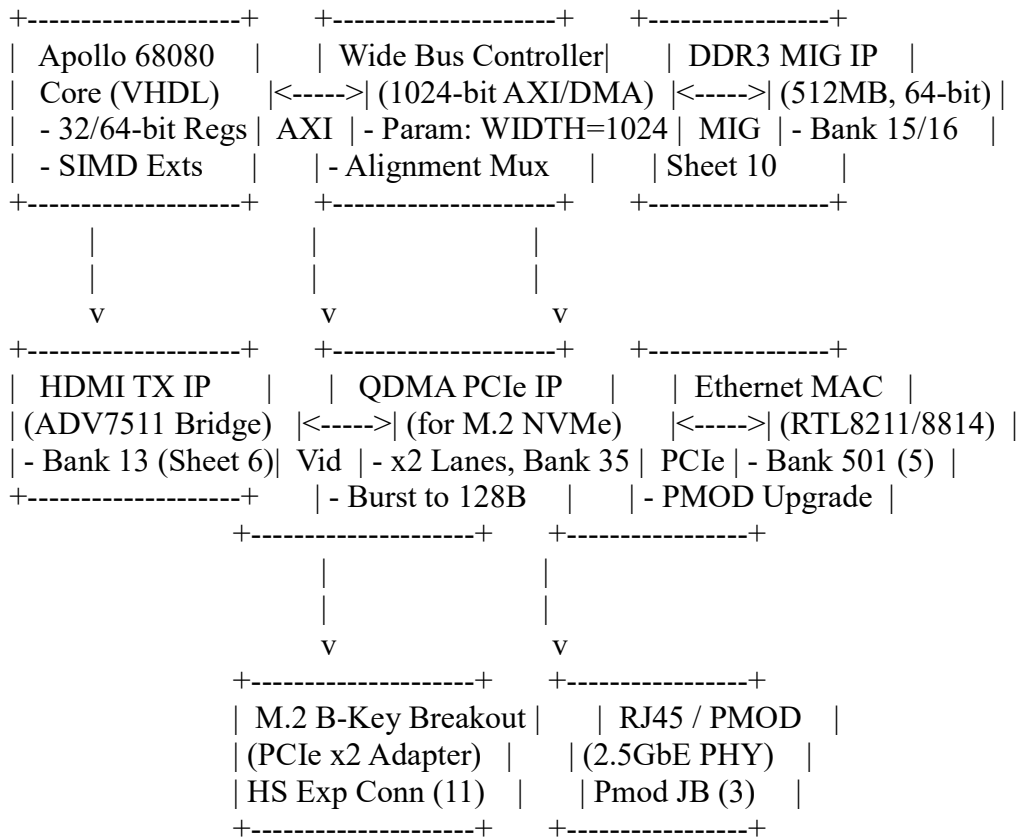 +--------------------+ +---------------------+ +-----------------+
| Apollo 68080 | | Wide Bus Controller| | DDR3 MIG IP |
| Core (VHDL) |<----->| (1024-bit AXI/DMA) |<----->| (512MB, 64-bit) |
| - 32/64-bit Regs | AXI | - Param: WIDTH=1024 | MIG | - Bank 15/16 |
| - SIMD Exts | | - Alignment Mux | | Sheet 10 |
+--------------------+ +----------------------+ +-----------------+
| | |
| | |
v v v
+--------------------+ +---------------------+ +-----------------+
| HDMI TX IP | | QDMA PCIe IP | | Ethernet MAC |
| (ADV7511 Bridge) |<----->| (for M.2 NVMe) |<----->| (RTL8211/8814) |
| - Bank 13 (Sheet 6)| Vid | - x2 Lanes, Bank 35 | PCIe | - Bank 501 (5) |
+--------------------+ | - Burst to 128B | | - PMOD Upgrade |
+---------------------+ +-----------------+
| |
| |
v v
+---------------------+ +-----------------+
| M.2 B-Key Breakout | | RJ45 / PMOD |
| (PCIe x2 Adapter) | | (2.5GbE PHY) |
| HS Exp Conn (11) | | Pmod JB (3) |
+---------------------+ +-----------------+